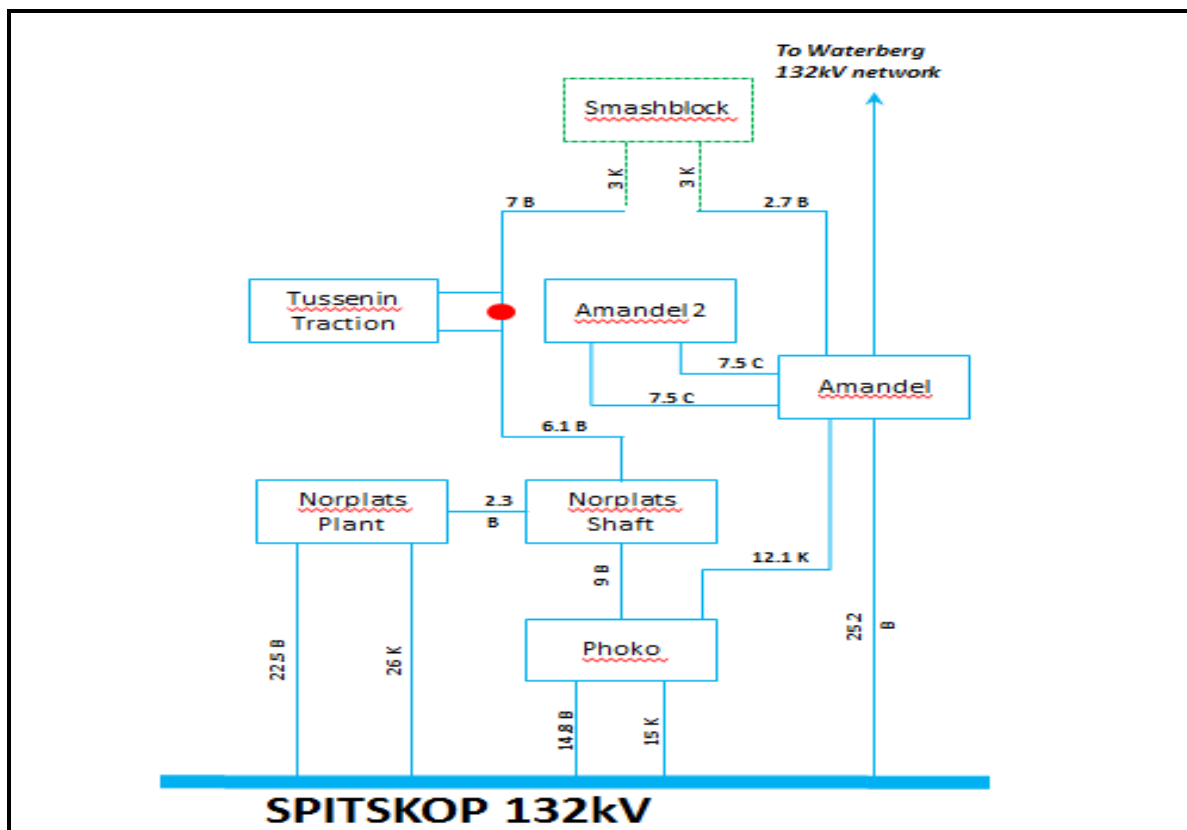 To Waterberg
132kV network
Smashblock
3 K
3 K
7 B
2.7 B
Tussenin
Traction
Amandel 2
7.5 C
Amandel
7.5 C
6.1 B
Norplats
Plant
2.3
B
Norplats
Shaft
12.1 K
9 B
25.2
B
Phoko
22.5 B
26 K
14.8 B
15 K
SPITSKOP 132kV